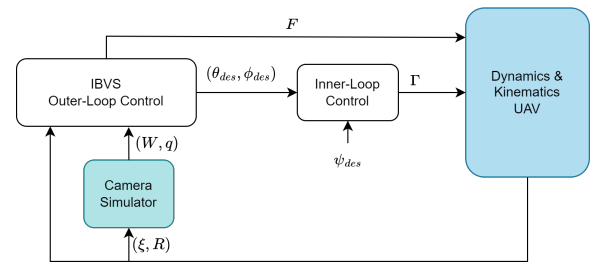 F
IBVS
Outer-Loop Control
(θ_des, ϕ_des)
Inner-Loop
Control
Γ
Dynamics &
Kinematics
UAV
(W, q)
ψ_des
Camera
Simulator
(ξ, R)